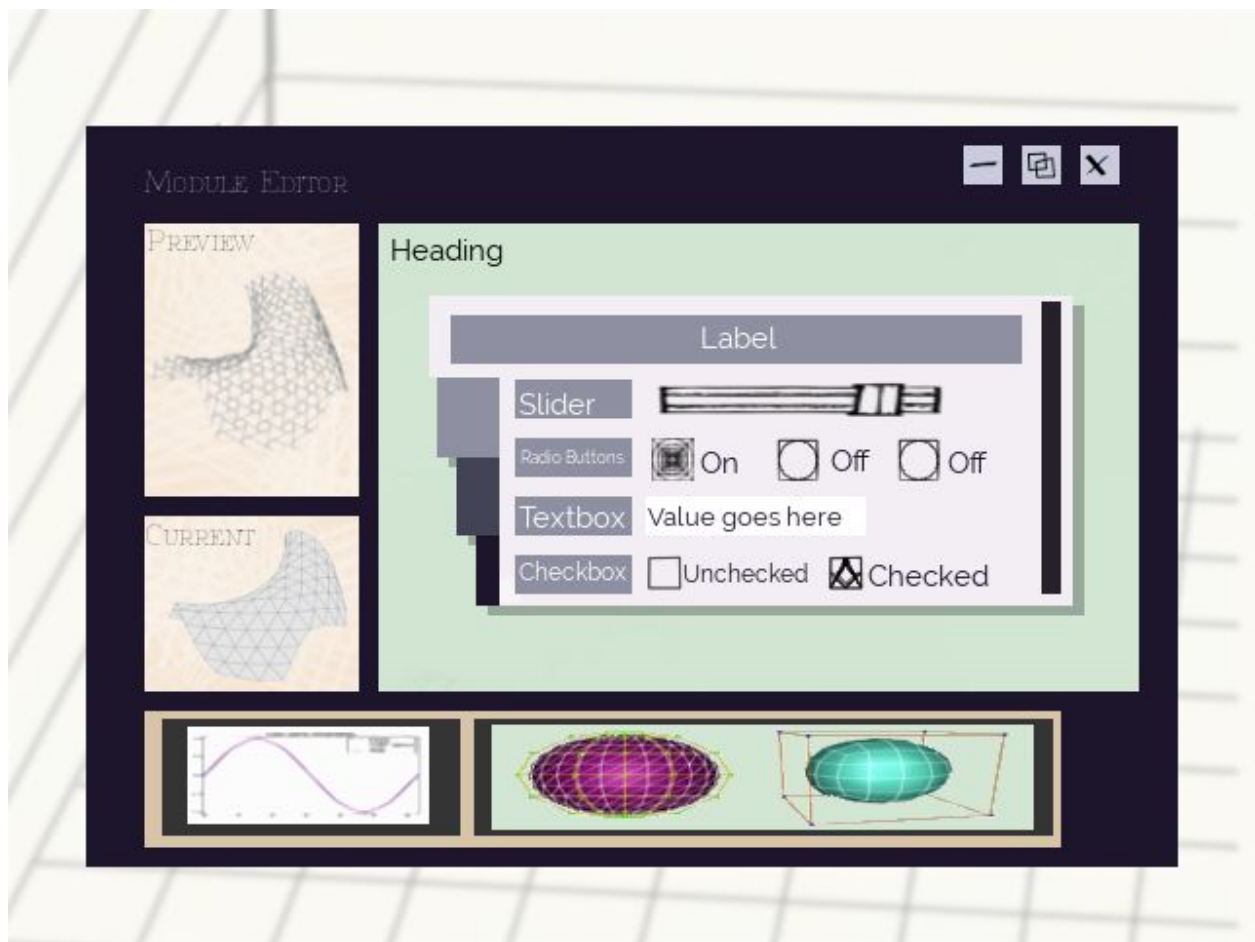 Module Editor
Preview
Heading
Label
Slider
Radio Buttons On Off Off
Current
Textbox Value goes here
Checkbox Unchecked Checked